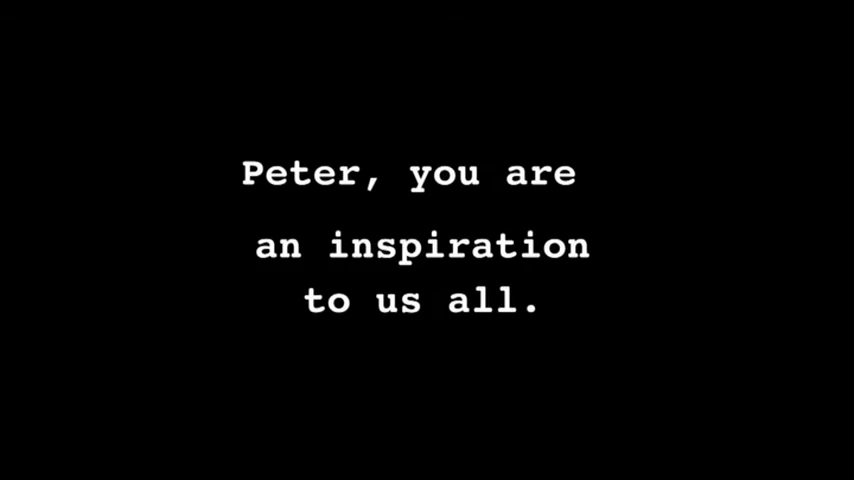 Peter, you are
an inspiration
to us all.